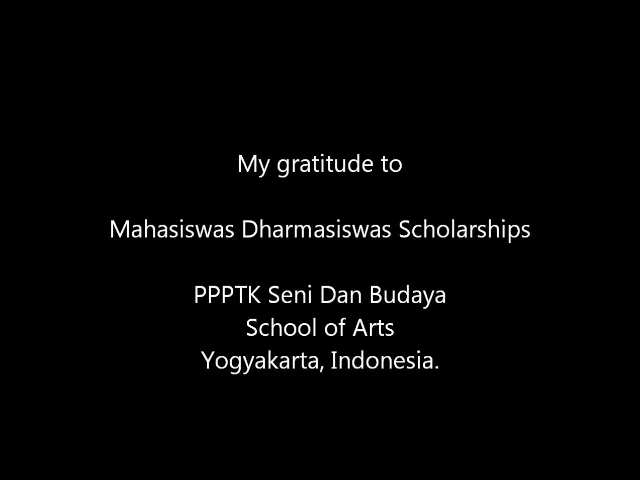 My gratitude to
Mahasiswas Dharmasiswas Scholarships
PPPTK Seni Dan Budaya
School of Arts
Yogyakarta, Indonesia.